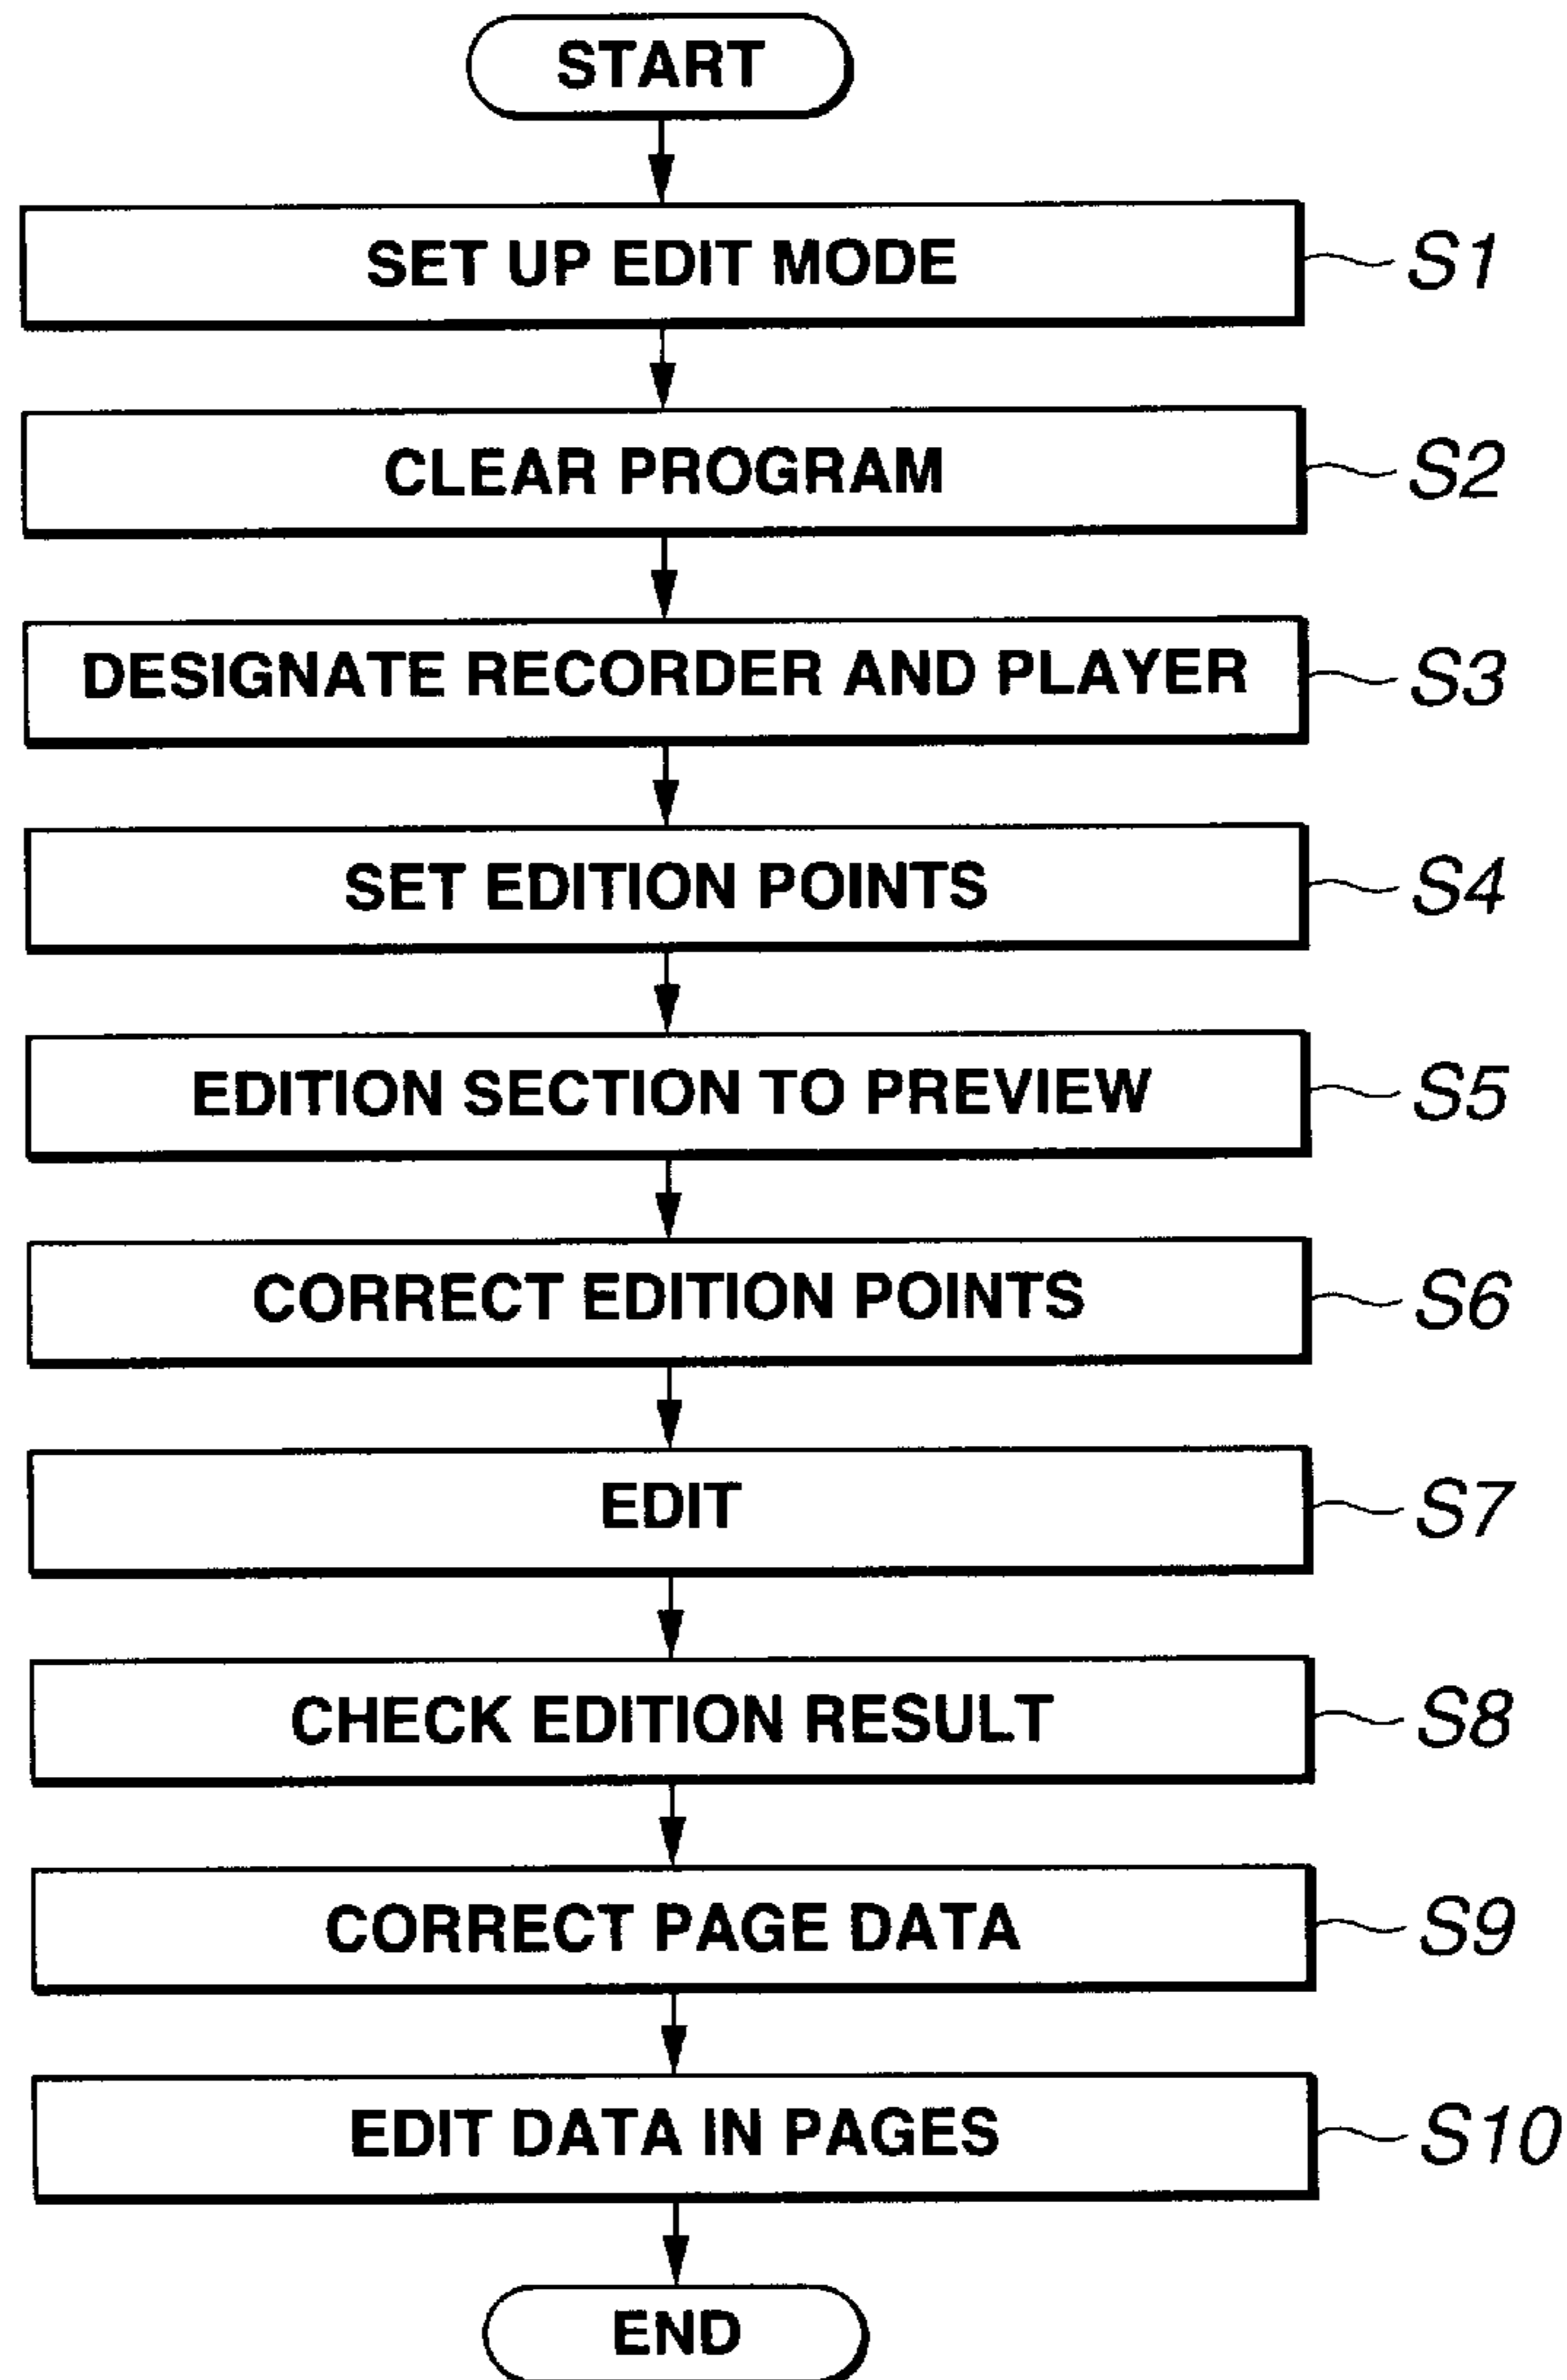 START
SET UP EDIT MODE S1
CLEAR PROGRAM S2
DESIGNATE RECORDER AND PLAYER S3
SET EDITION POINTS S4
EDITION SECTION TO PREVIEW S5
CORRECT EDITION POINTS S6
EDIT S7
CHECK EDITION RESULT S8
CORRECT PAGE DATA S9
EDIT DATA IN PAGES S10
END